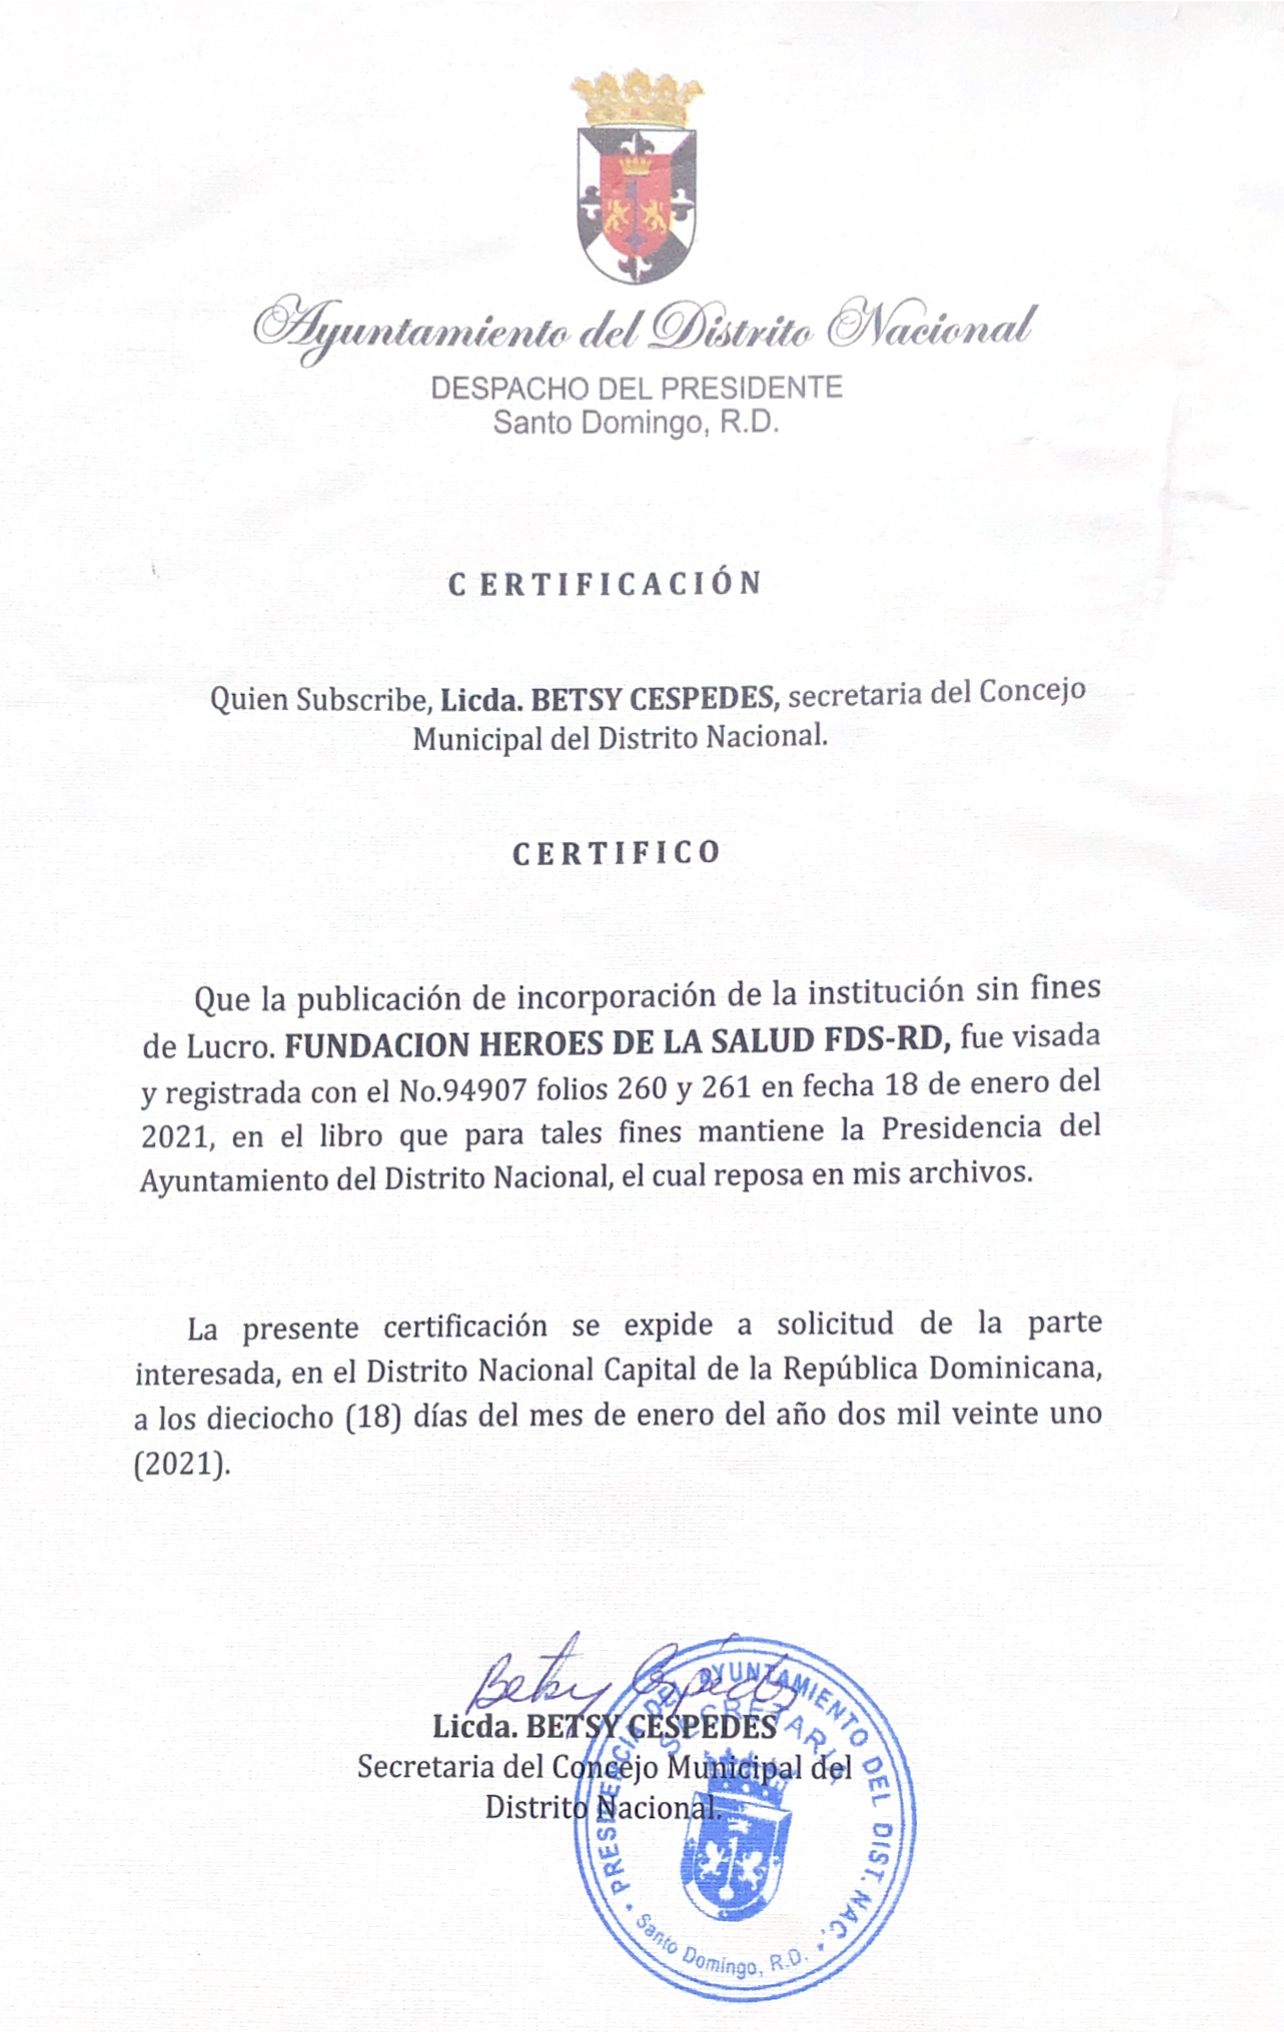 Ayuntamiento del Distrito Nacional
DESPACHO DEL PRESIDENTE
Santo Domingo, R.D.
C ERTIFICACIÓN
Quien Subscribe, Licda. BETSY CESPEDES, secretaria del Concejo
Municipal del Distrito Nacional.
CERTIFICO
Que la publicación de incorporación de la institución sin fines
de Lucro. FUNDACION HEROES DE LA SALUD FDS-RD, fue visada
y registrada con el No.94907 folios 260 y 261 en fecha 18 de enero del
2021, en el libro que para tales fines mantiene la Presidencia del
Ayuntamiento del Distrito Nacional, el cual reposa en mis archivos.
La presente certificación se expide a solicitud de la parte
interesada, en el Distrito Nacional Capital de la República Dominicana,
a los dieciocho (18) días del mes de enero del año dos mil veinte uno
(2021).
Betsy Céspedes
Licda. BETSY CESPEDES
Secretaria del Concejo Municipal del
Distrito Nacional.
• PRESIDENCIA DEL AYUNTAMIENTO DEL DIST. NAC. •
SECRETARIA
Santo Domingo, R.D.